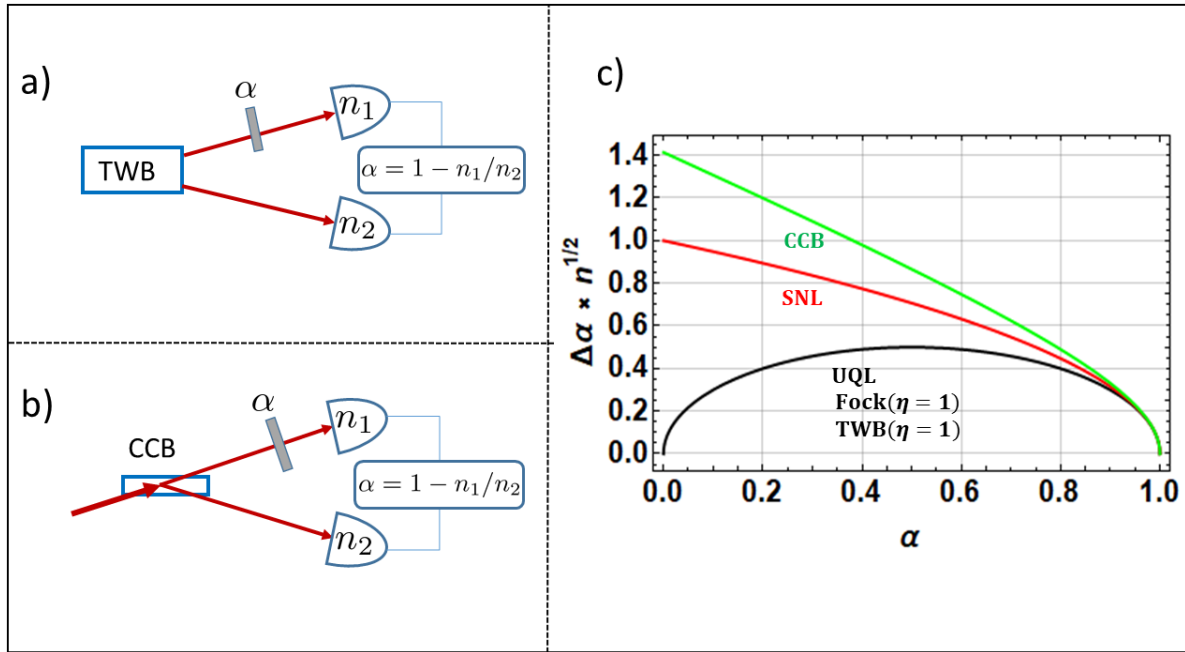 a)
α
n₁
TWB
α = 1 − n₁/n₂
n₂
b)
α
n₁
CCB
α = 1 − n₁/n₂
n₂
c)
Δα × n^{1/2}
1.4
1.2
1.0
0.8
0.6
0.4
0.2
0.0
CCB
SNL
UQL
Fock(η = 1)
TWB(η = 1)
0.0 0.2 0.4 0.6 0.8 1.0
α